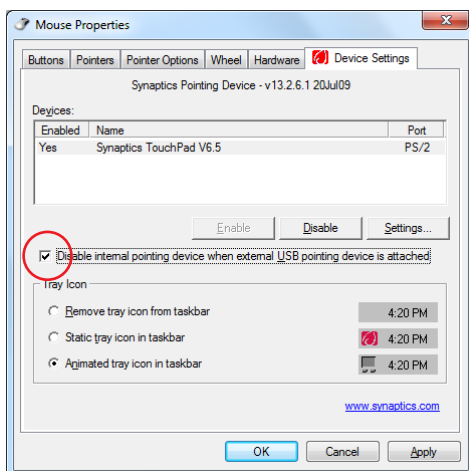 Mouse Properties
Buttons Pointers Pointer Options Wheel Hardware Device Settings
Synaptics Pointing Device - v13.2.6.1 20Jul09
Devices:
Enabled Name Port
Yes Synaptics TouchPad V6.5 PS/2
Enable Disable Settings...
Disable internal pointing device when external USB pointing device is attached
Tray Icon
Remove tray icon from taskbar 4:20 PM
Static tray icon in taskbar 4:20 PM
Animated tray icon in taskbar 4:20 PM
www.synaptics.com
OK Cancel Apply